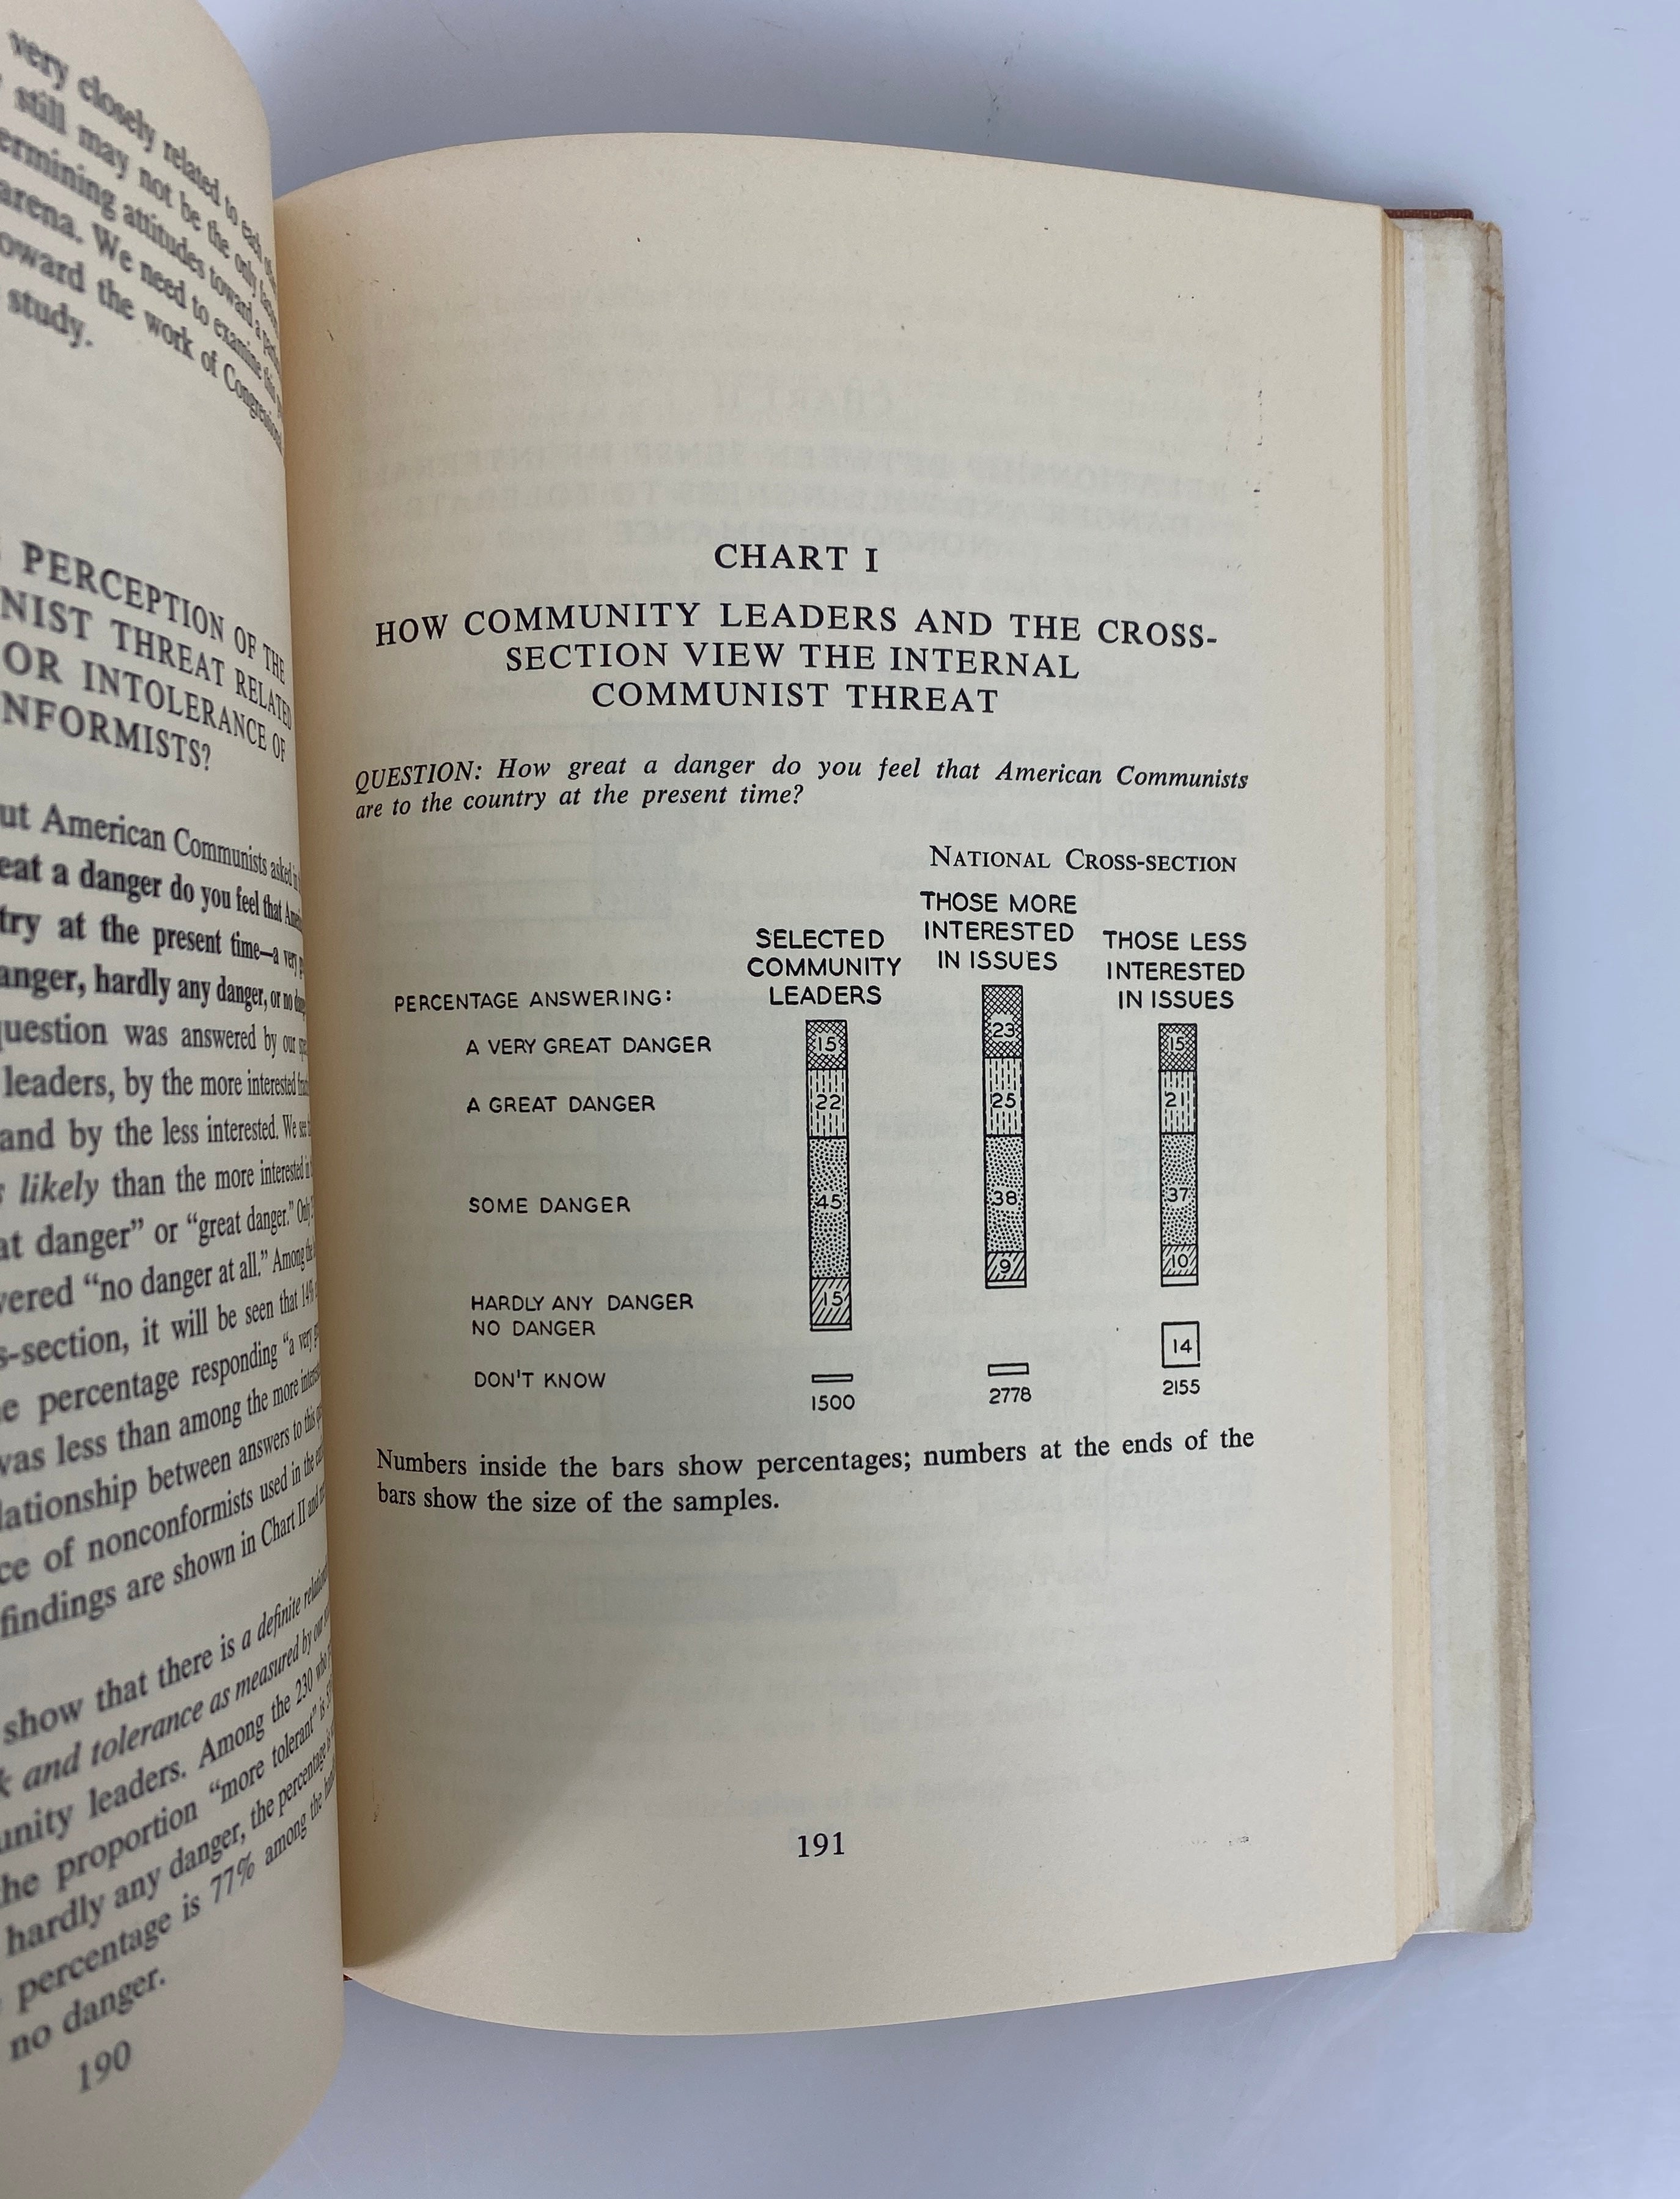 very closely related to each
still may not be the only
ermining attitudes toward a
arena. We need to examine this
oward the work of Congressional
study.
PERCEPTION OF THE
NIST THREAT RELATED
OR INTOLERANCE OF
NFORMISTS?
ut American Communists asked
eat a danger do you feel that
try at the present time—a very
anger, hardly any danger, or no
question was answered by our
leaders, by the more interested
and by the less interested. We see
likely than the more interested
at danger” or “great danger.” Only
vered “no danger at all.” Among the
s-section, it will be seen that 14%
e percentage responding “a very
was less than among the more
lationship between answers to this
ce of nonconformists used in the
findings are shown in Chart II and
show that there is a definite
k and tolerance as measured by our
unity leaders. Among the 230 who
he proportion “more tolerant” is
hardly any danger, the percentage is
percentage is 77% among the
no danger.
190
CHART I
HOW COMMUNITY LEADERS AND THE CROSS-
SECTION VIEW THE INTERNAL
COMMUNIST THREAT
QUESTION: How great a danger do you feel that American Communists
are to the country at the present time?
NATIONAL CROSS-SECTION
SELECTED
COMMUNITY
LEADERS
THOSE MORE
INTERESTED
IN ISSUES
THOSE LESS
INTERESTED
IN ISSUES
PERCENTAGE ANSWERING:
A VERY GREAT DANGER 15 23 15
A GREAT DANGER 22 25 21
SOME DANGER 45 38 37
HARDLY ANY DANGER 15 9 10
NO DANGER
DON'T KNOW 14
1500 2778 2155
Numbers inside the bars show percentages; numbers at the ends of the
bars show the size of the samples.
191